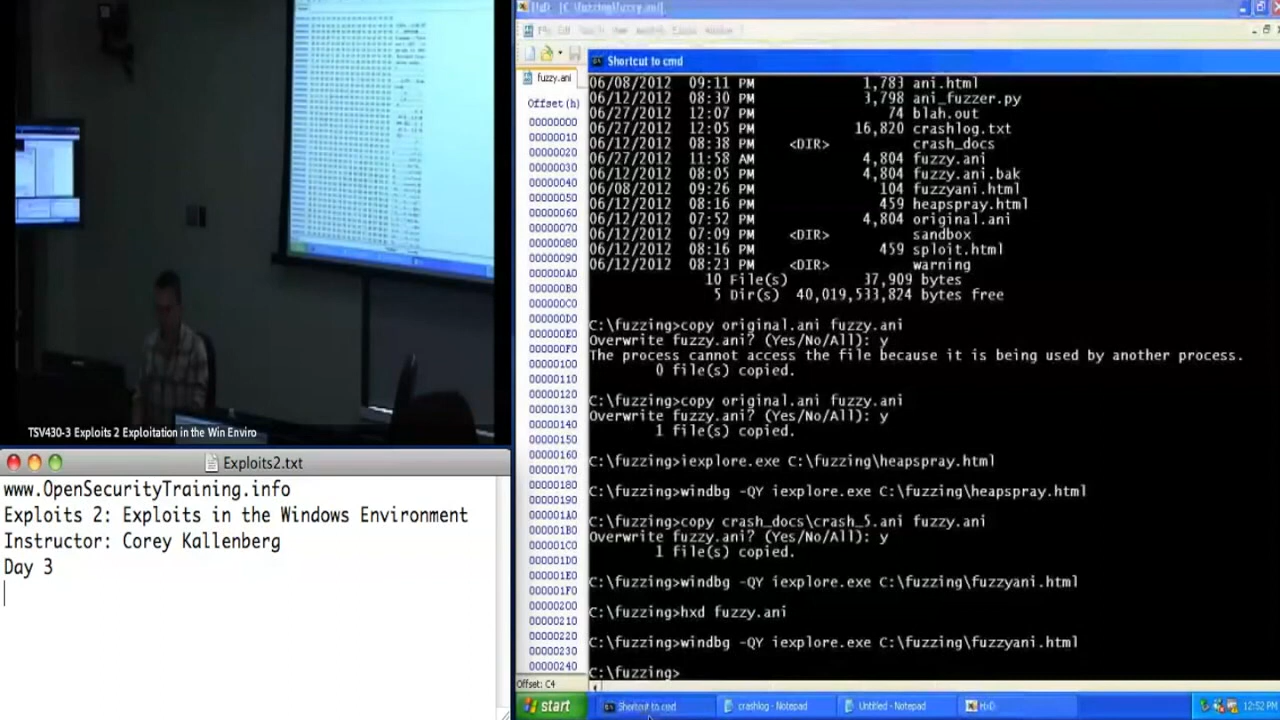 TSV430-3 Exploits 2 Exploitation in the Win Enviro
Exploits2.txt
www.OpenSecurityTraining.info
Exploits 2: Exploits in the Windows Environment
Instructor: Corey Kallenberg
Day 3
fuzzy.ani
Offset(h)
00000000
00000010
00000020
00000030
00000040
00000050
00000060
00000070
00000080
00000090
000000A0
000000B0
000000C0
000000D0
000000E0
000000F0
00000100
00000110
00000120
00000130
00000140
00000150
00000160
00000170
00000180
00000190
000001A0
000001B0
000001C0
000001D0
000001E0
000001F0
00000200
00000210
00000220
00000230
00000240
Offset: C4
Shortcut to cmd
06/08/2012 09:11 PM 1,783 ani.html
06/12/2012 08:30 PM 3,798 ani_fuzzer.py
06/27/2012 12:07 PM 74 blah.out
06/27/2012 12:05 PM 16,820 crashlog.txt
06/12/2012 08:38 PM <DIR> crash_docs
06/27/2012 11:58 AM 4,804 fuzzy.ani
06/12/2012 08:05 PM 4,804 fuzzy.ani.bak
06/08/2012 09:26 PM 104 fuzzyani.html
06/12/2012 08:16 PM 459 heapspray.html
06/12/2012 07:52 PM 4,804 original.ani
06/12/2012 07:09 PM <DIR> sandbox
06/12/2012 08:16 PM 459 sploit.html
06/12/2012 08:23 PM <DIR> warning
10 File(s) 37,909 bytes
5 Dir(s) 40,019,533,824 bytes free
C:\fuzzing>copy original.ani fuzzy.ani
Overwrite fuzzy.ani? (Yes/No/All): y
The process cannot access the file because it is being used by another process.
0 file(s) copied.
C:\fuzzing>copy original.ani fuzzy.ani
Overwrite fuzzy.ani? (Yes/No/All): y
1 file(s) copied.
C:\fuzzing>iexplore.exe C:\fuzzing\heapspray.html
C:\fuzzing>windbg -QY iexplore.exe C:\fuzzing\heapspray.html
C:\fuzzing>copy crash_docs\crash_5.ani fuzzy.ani
Overwrite fuzzy.ani? (Yes/No/All): y
1 file(s) copied.
C:\fuzzing>windbg -QY iexplore.exe C:\fuzzing\fuzzyani.html
C:\fuzzing>hxd fuzzy.ani
C:\fuzzing>windbg -QY iexplore.exe C:\fuzzing\fuzzyani.html
C:\fuzzing>
start
Shortcut to cmd
crashlog - Notepad
Untitled - Notepad
HxD
12:52 PM